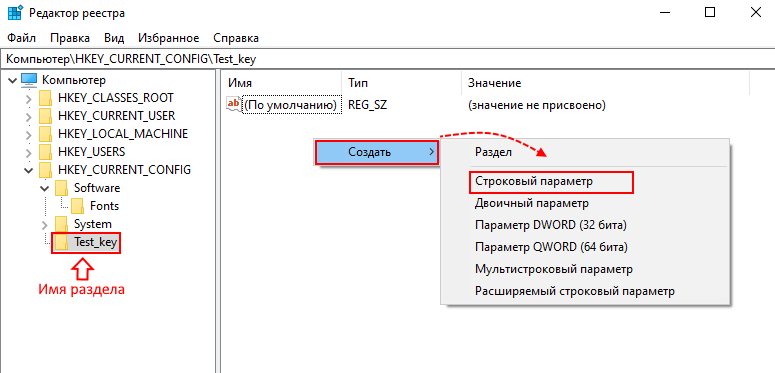 Редактор реестра
Файл Правка Вид Избранное Справка
Компьютер\HKEY_CURRENT_CONFIG\Test_key
Компьютер
HKEY_CLASSES_ROOT
HKEY_CURRENT_USER
HKEY_LOCAL_MACHINE
HKEY_USERS
HKEY_CURRENT_CONFIG
Software
Fonts
System
Test_key
Имя раздела
Имя Тип Значение
ab (По умолчанию) REG_SZ (значение не присвоено)
Создать
Раздел
Строковый параметр
Двоичный параметр
Параметр DWORD (32 бита)
Параметр QWORD (64 бита)
Мультистроковый параметр
Расширяемый строковый параметр